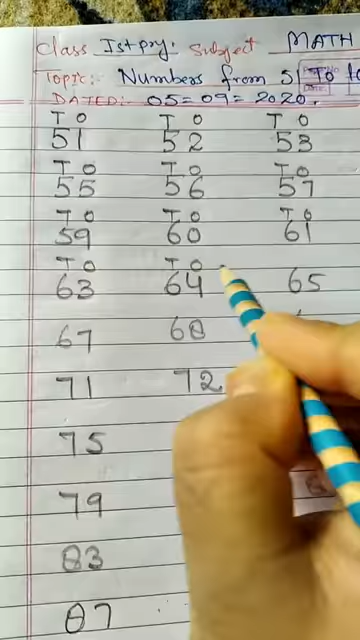 Class Ist pry: Subject MATH
Topic:- Numbers from 51 To
DATED:- 05=09=2020.
T O T O T O
51 52 53
T O T O T O
55 56 57
T O T O T O
59 60 61
T O T O
63 64 65
67 68
71 72
75
79
83
87